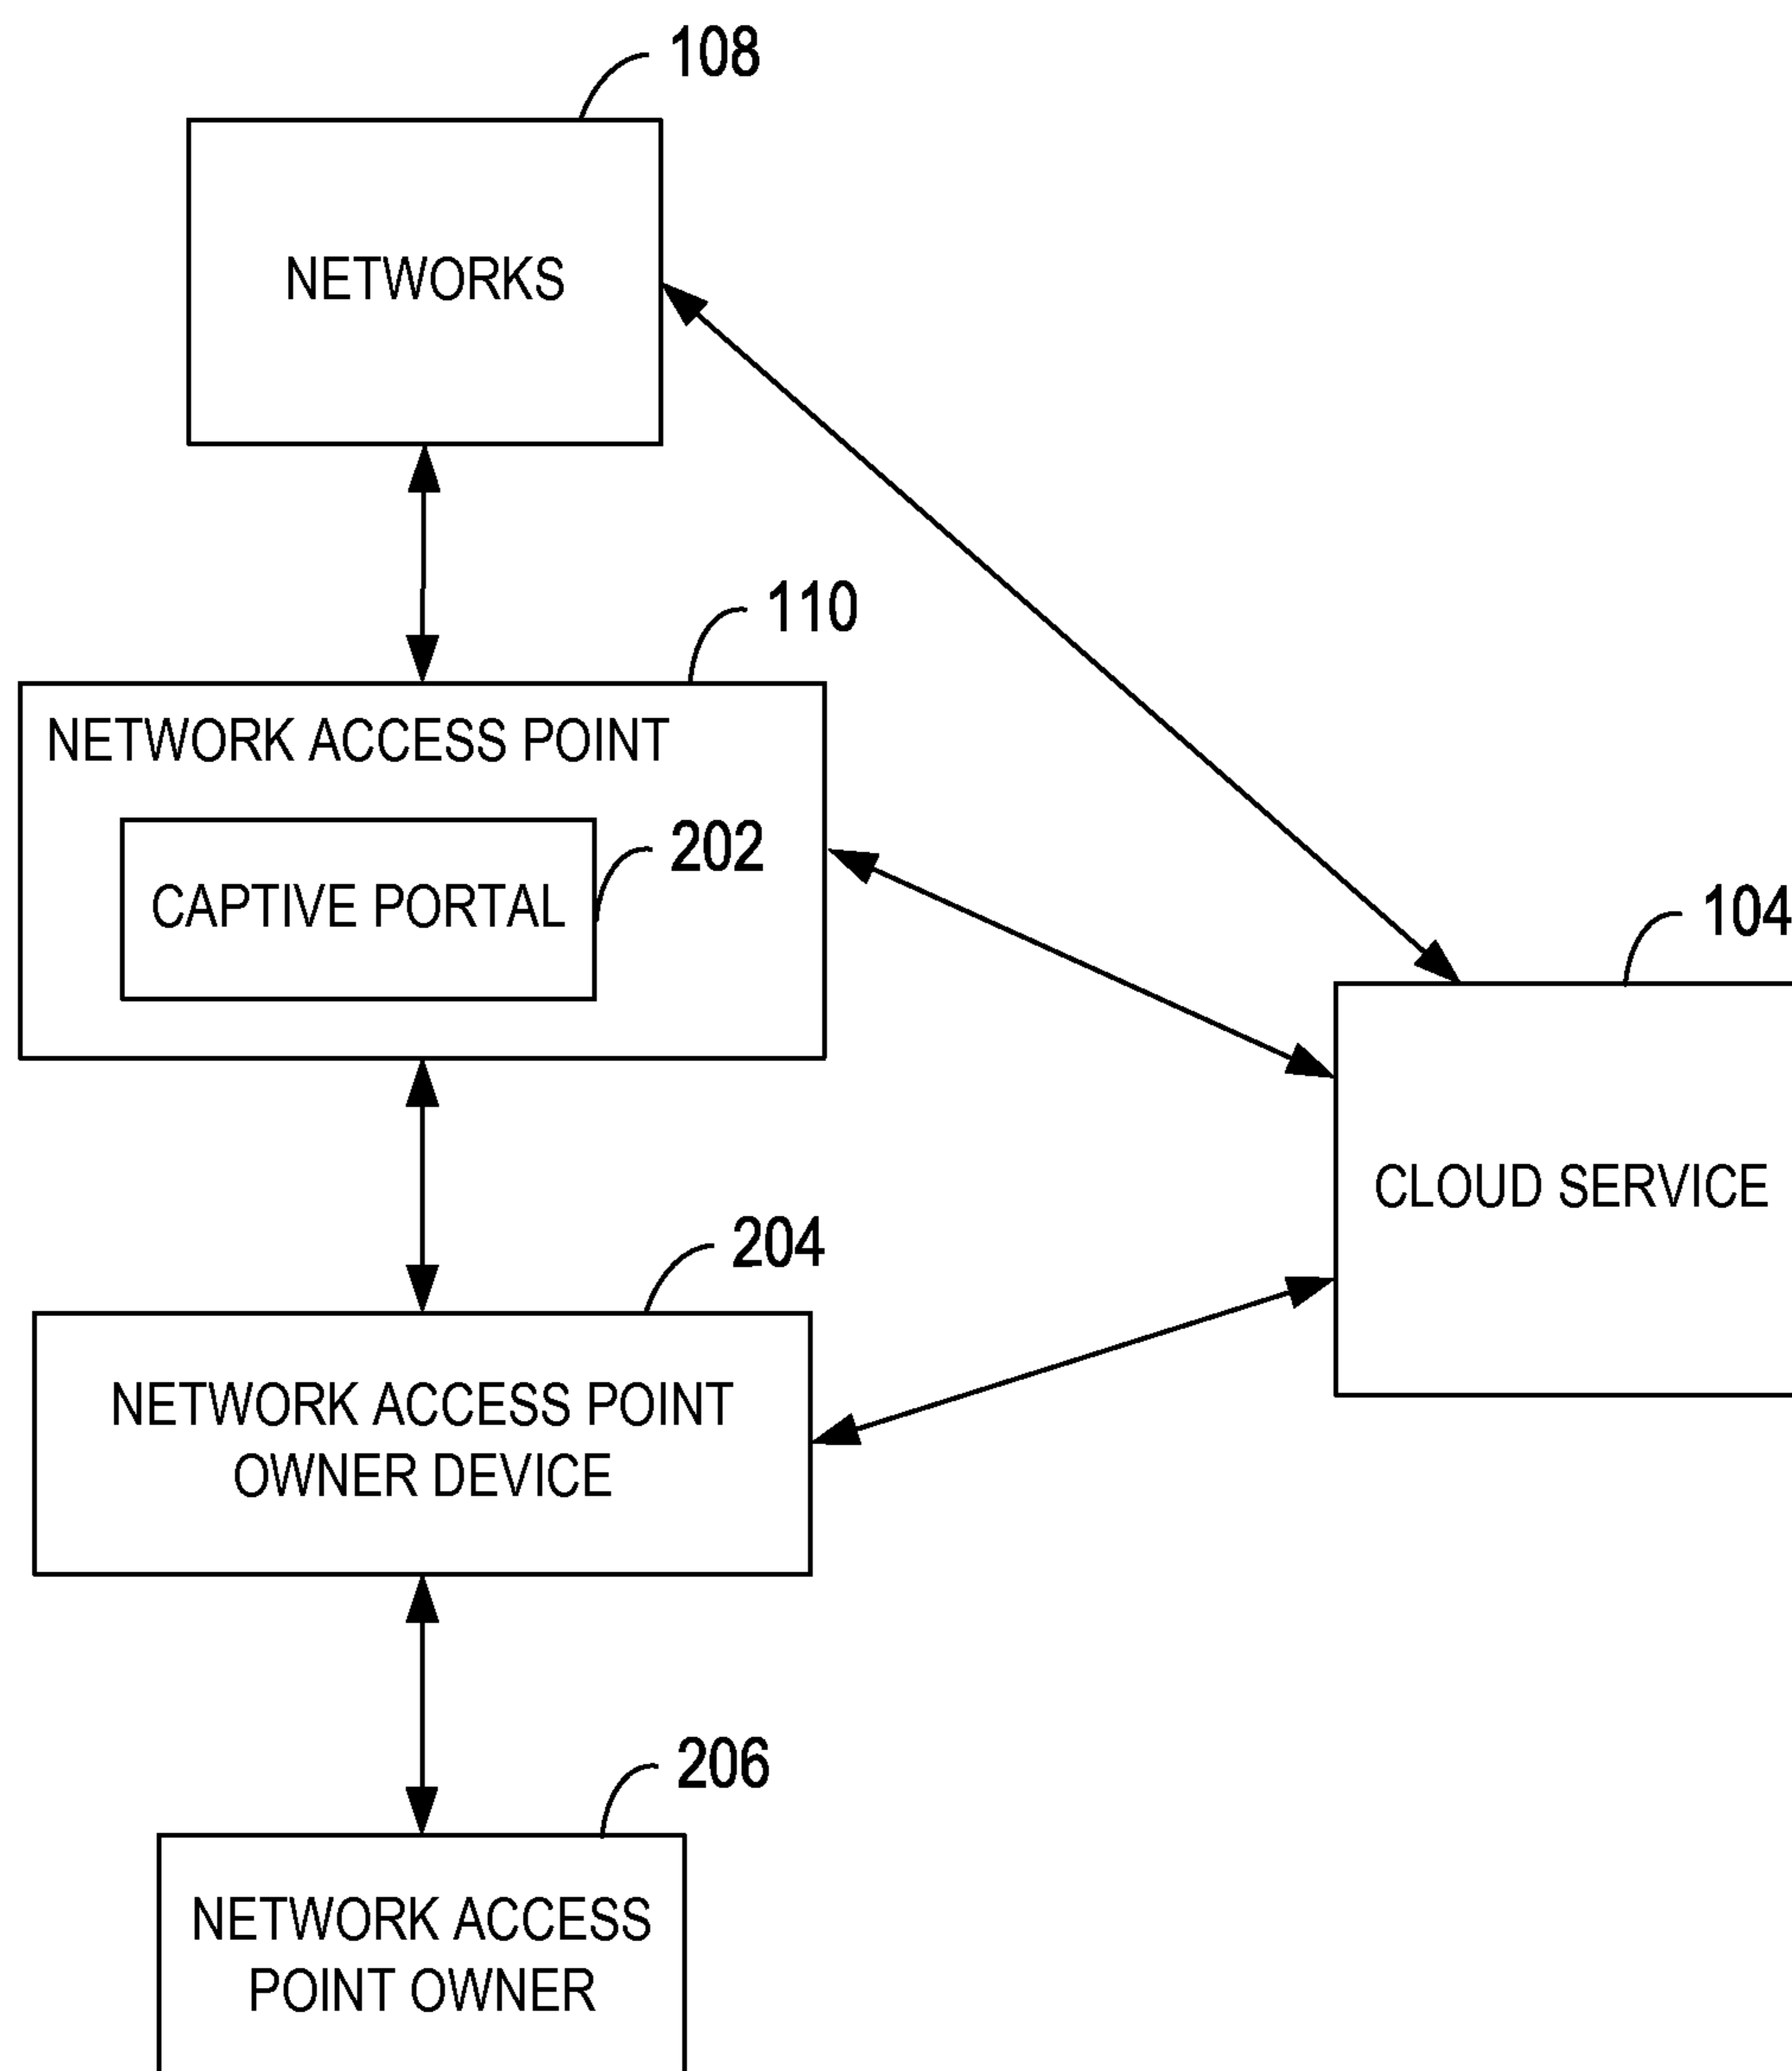 108
NETWORKS
110
NETWORK ACCESS POINT
202
CAPTIVE PORTAL
104
CLOUD SERVICE
204
NETWORK ACCESS POINT
OWNER DEVICE
206
NETWORK ACCESS
POINT OWNER